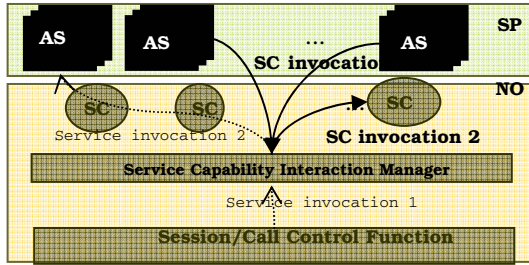 SP
AS
AS
...
AS
SC invocatio
NO
SC
SC
...
SC
Service invocation 2
SC invocation 2
Service Capability Interaction Manager
Service invocation 1
Session/Call Control Function